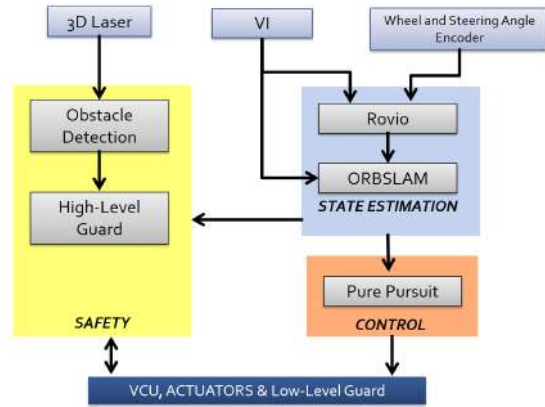 3D Laser
VI
Wheel and Steering Angle
Encoder
Obstacle
Detection
High-Level
Guard
SAFETY
Rovio
ORBSLAM
STATE ESTIMATION
Pure Pursuit
CONTROL
VCU, ACTUATORS & Low-Level Guard